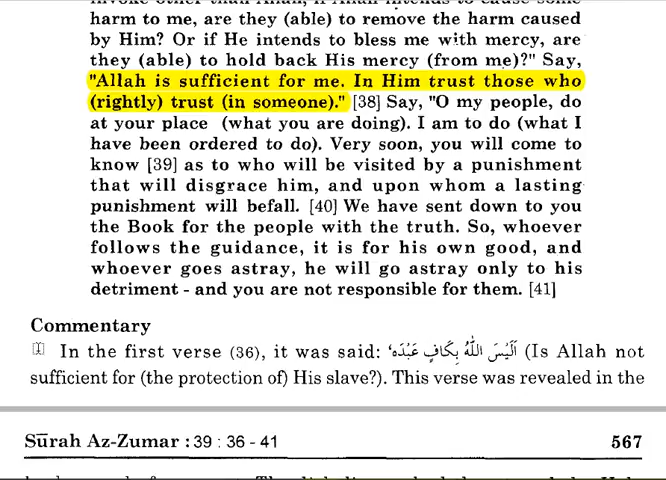 harm to me, are they (able) to remove the harm caused
by Him? Or if He intends to bless me with mercy, are
they (able) to hold back His mercy (from me)?" Say,
"Allah is sufficient for me. In Him trust those who
(rightly) trust (in someone)." [38] Say, "O my people, do
at your place (what you are doing). I am to do (what I
have been ordered to do). Very soon, you will come to
know [39] as to who will be visited by a punishment
that will disgrace him, and upon whom a lasting
punishment will befall. [40] We have sent down to you
the Book for the people with the truth. So, whoever
follows the guidance, it is for his own good, and
whoever goes astray, he will go astray only to his
detriment - and you are not responsible for them. [41]
Commentary
In the first verse (36), it was said: 'اَلَيْسَ اللّٰهُ بِكَافٍ عَبْدَه (Is Allah not
sufficient for (the protection of) His slave?). This verse was revealed in the
Sūrah Az-Zumar : 39 : 36 - 41 567